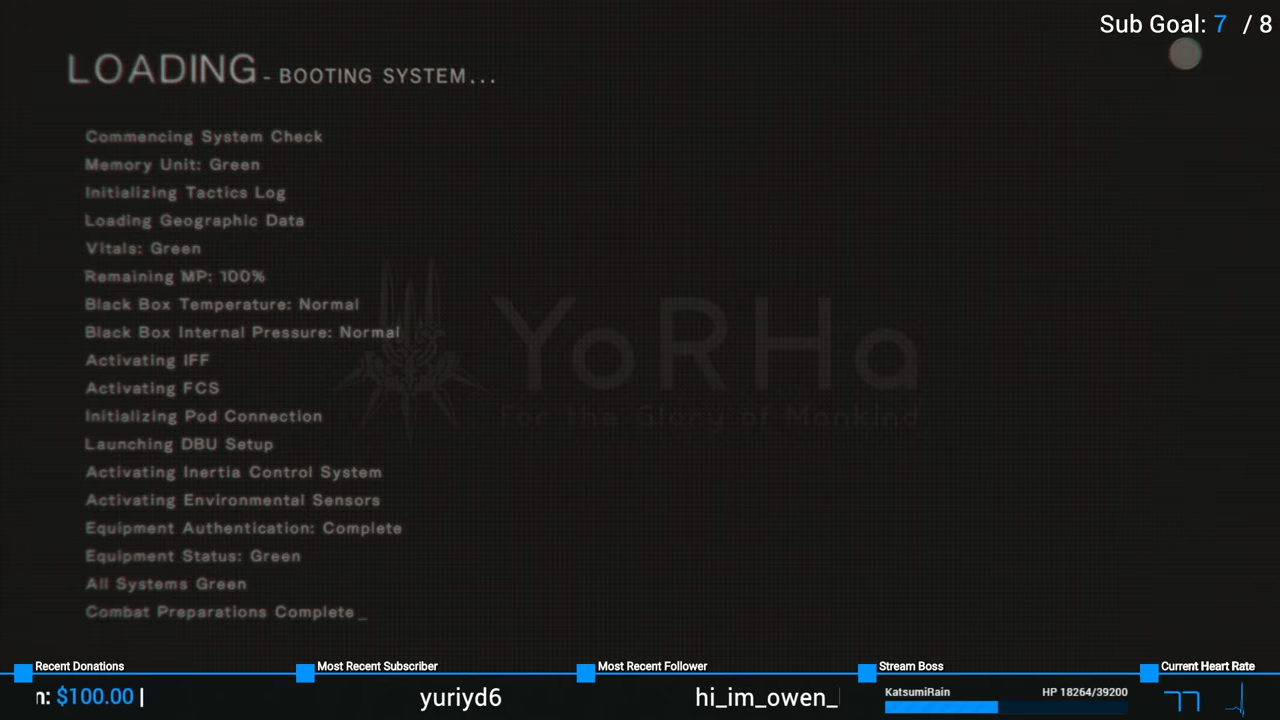 Sub Goal: 7 / 8
LOADING - BOOTING SYSTEM...
Commencing System Check
Memory Unit: Green
Initializing Tactics Log
Loading Geographic Data
Vitals: Green
Remaining MP: 100%
Black Box Temperature: Normal
Black Box Internal Pressure: Normal
Activating IFF
Activating FCS
Initializing Pod Connection
Launching DBU Setup
Activating Inertia Control System
Activating Environmental Sensors
Equipment Authentication: Complete
Equipment Status: Green
All Systems Green
Combat Preparations Complete_
YoRHa
For the Glory of Mankind
Recent Donations
n: $100.00 |
Most Recent Subscriber
yuriyd6
Most Recent Follower
hi_im_owen_
Stream Boss
KatsumiRain HP 18264/39200
Current Heart Rate
77